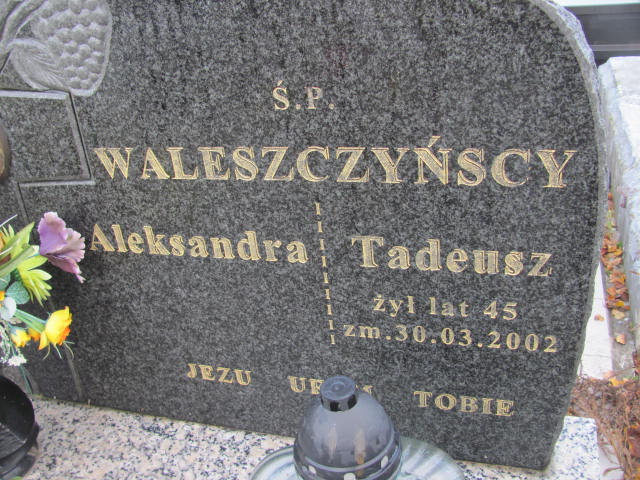 Ś.P.
WALESZCZYŃSCY
Aleksandra Tadeusz
żył lat 45
zm.30.03.2002
JEZU TOBIE